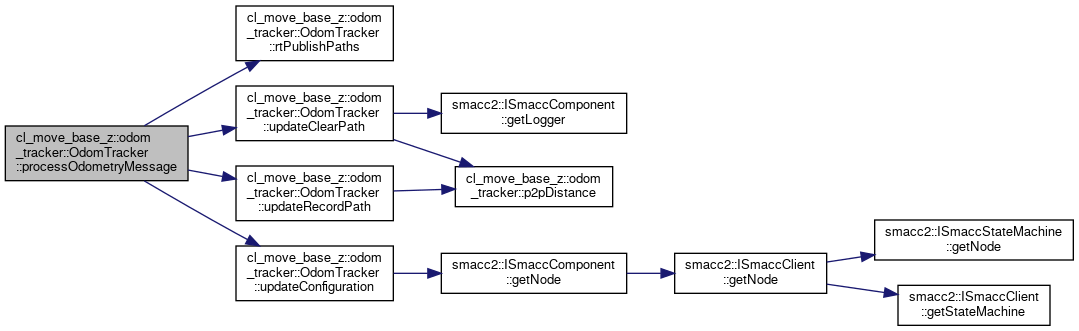 cl_move_base_z::odom
_tracker::OdomTracker
::processOdometryMessage
cl_move_base_z::odom
_tracker::OdomTracker
::rtPublishPaths
cl_move_base_z::odom
_tracker::OdomTracker
::updateClearPath
cl_move_base_z::odom
_tracker::OdomTracker
::updateRecordPath
cl_move_base_z::odom
_tracker::OdomTracker
::updateConfiguration
smacc2::ISmaccComponent
::getLogger
cl_move_base_z::odom
_tracker::p2pDistance
smacc2::ISmaccComponent
::getNode
smacc2::ISmaccClient
::getNode
smacc2::ISmaccStateMachine
::getNode
smacc2::ISmaccClient
::getStateMachine